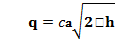 q = ca√2□h